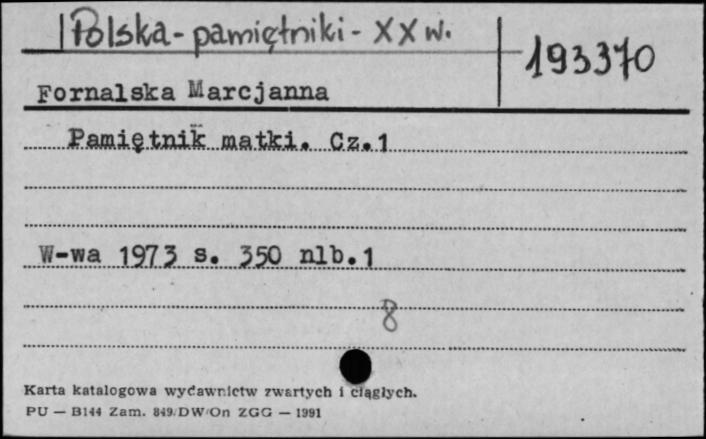 Polska - pamiętniki - XX w.
193370
Fornalska Marcjanna
Pamiętnik matki. Cz.1
W-wa 1973 s. 350 nlb.1
8
Karta katalogowa wydawnictw zwartych i ciągłych.
PU — B144 Zam. 849/DW/On ZGG — 1991